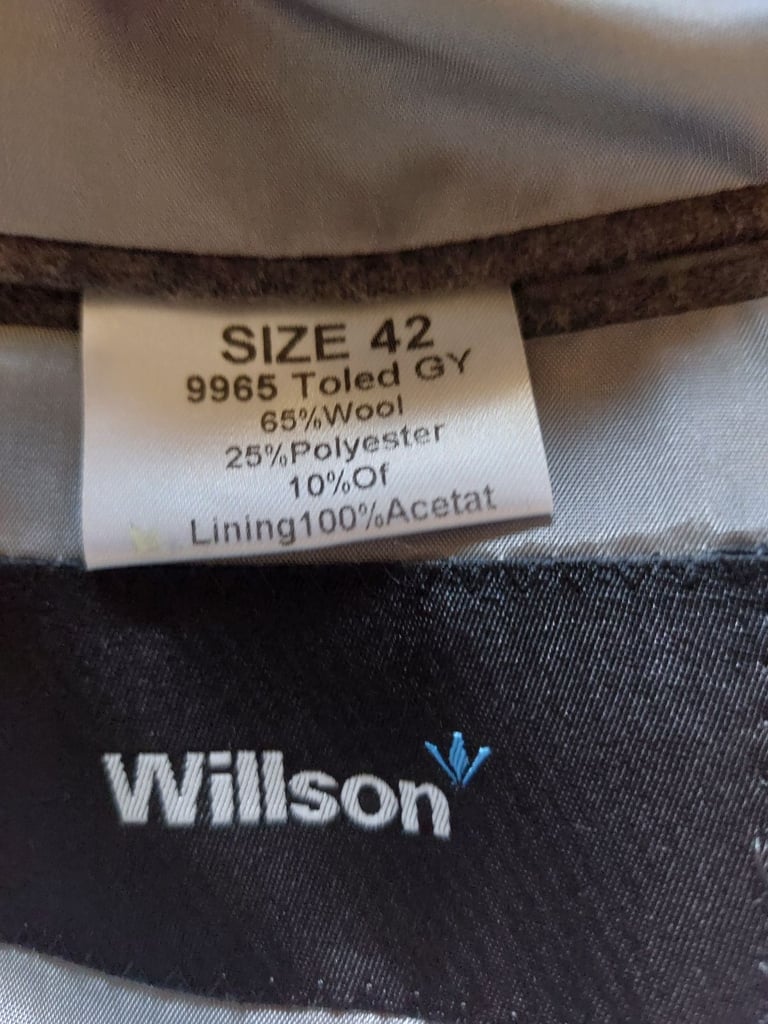 SIZE 42
9965 Toled GY
65%Wool
25%Polyester
10%Of
Lining100%Acetat
Willson